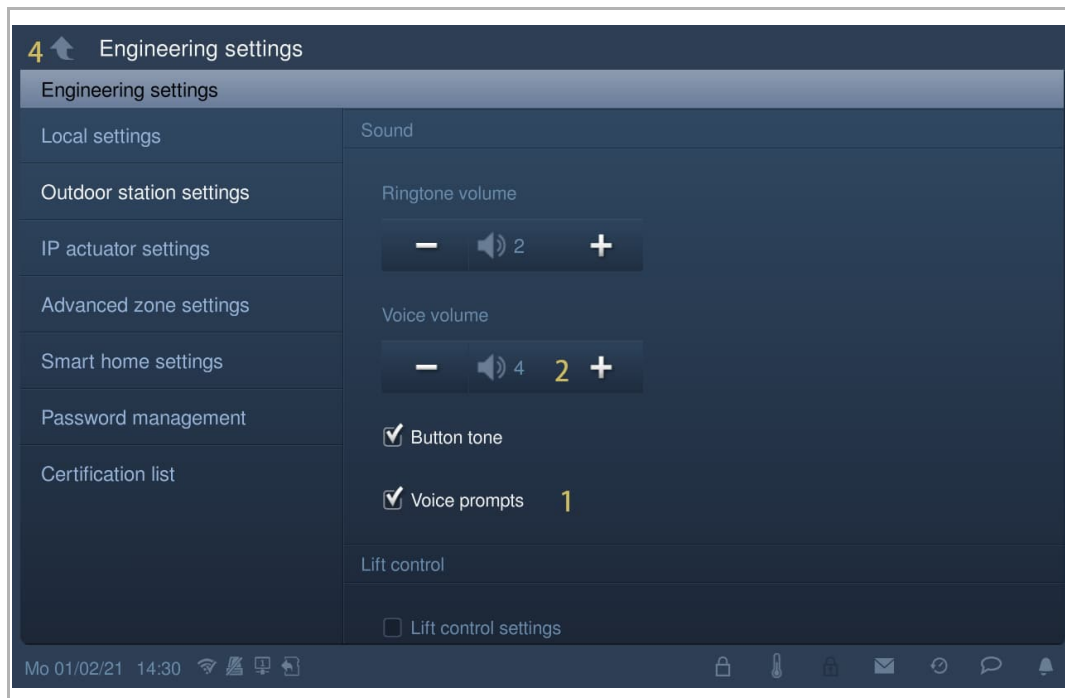 4 Engineering settings
Engineering settings
Local settings
Outdoor station settings
IP actuator settings
Advanced zone settings
Smart home settings
Password management
Certification list
Sound
Ringtone volume
2
Voice volume
4 2
Button tone
Voice prompts 1
Lift control
Lift control settings
Mo 01/02/21 14:30